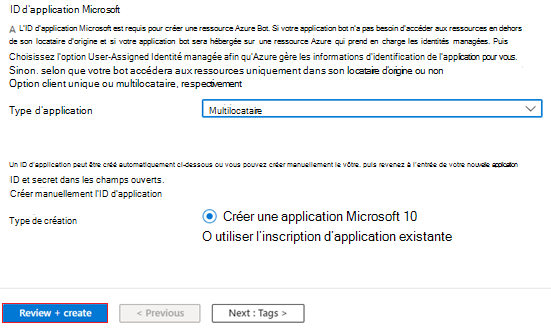 ID d'application Microsoft
A L'ID d'application Microsoft est requis pour créer une ressource Azure Bot. Si votre application bot n'a pas besoin d'accéder aux ressources en dehors
de son locataire d'origine et si votre application bot sera hébergée sur une ressource Azure qui prend en charge les identités managées. Puis
Choisissez l'option User-Assigned Identité managée afin qu'Azure gère les informations d'identification de l'application pour vous.
Sinon. selon que votre bot accédera aux ressources uniquement dans son locataire d'origine ou non
Option client unique ou multilocataire, respectivement
Type d'application
Multilocataire
Un ID d'application peut être créé automatiquement ci-dessous ou vous pouvez créer manuellement le vôtre. puis revenez à l'entrée de votre nouvelle application
ID et secret dans les champs ouverts.
Créer manuellement l'ID d'application
Type de création
Créer une application Microsoft 10
O utiliser l'inscription d'application existante
Review + create
< Previous
Next : Tags >